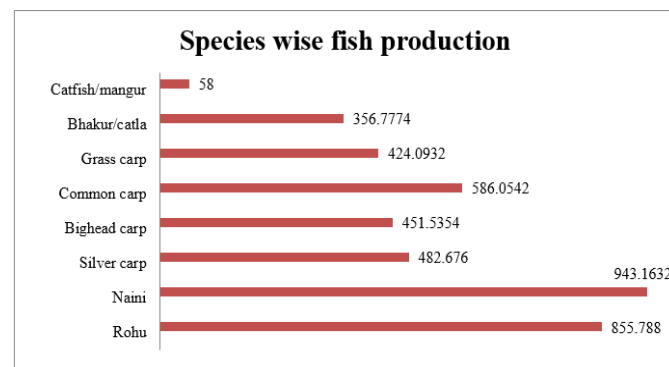 Species wise fish production
Catfish/mangur 58
Bhakur/catla 356.7774
Grass carp 424.0932
Common carp 586.0542
Bighead carp 451.5354
Silver carp 482.676
Naini 943.1632
Rohu 855.788